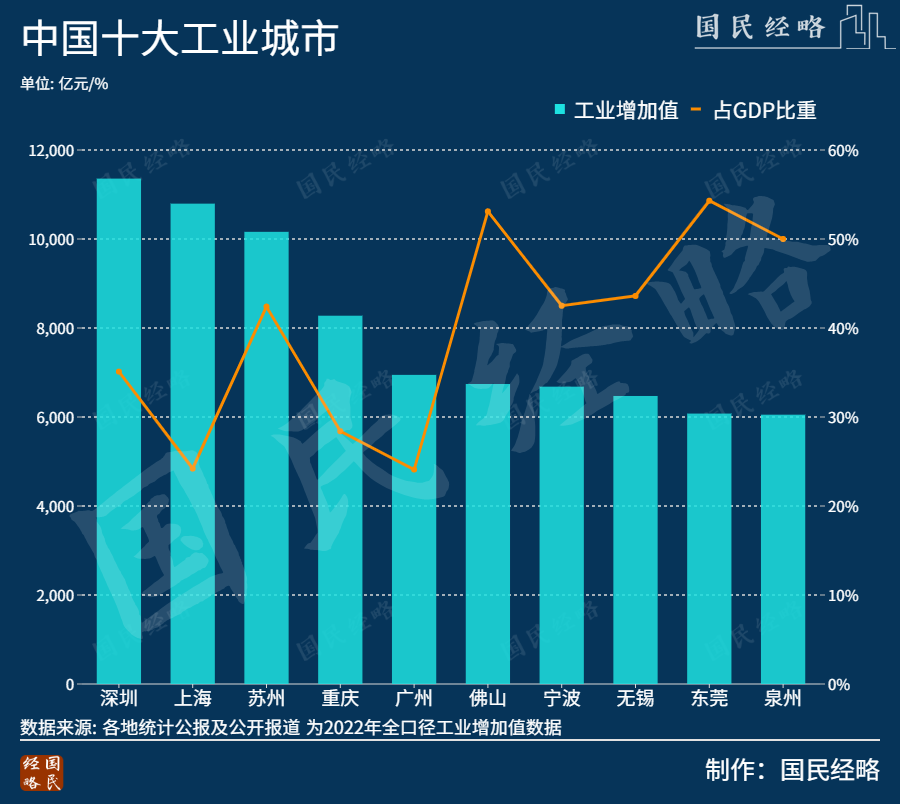 中国十大工业城市
国民经略
单位: 亿元/%
工业增加值 占GDP比重
12,000 60%
10,000 50%
8,000 40%
6,000 30%
4,000 20%
2,000 10%
0 0%
深圳 上海 苏州 重庆 广州 佛山 宁波 无锡 东莞 泉州
国民经略
数据来源: 各地统计公报及公开报道 为2022年全口径工业增加值数据
国民经略
制作：国民经略